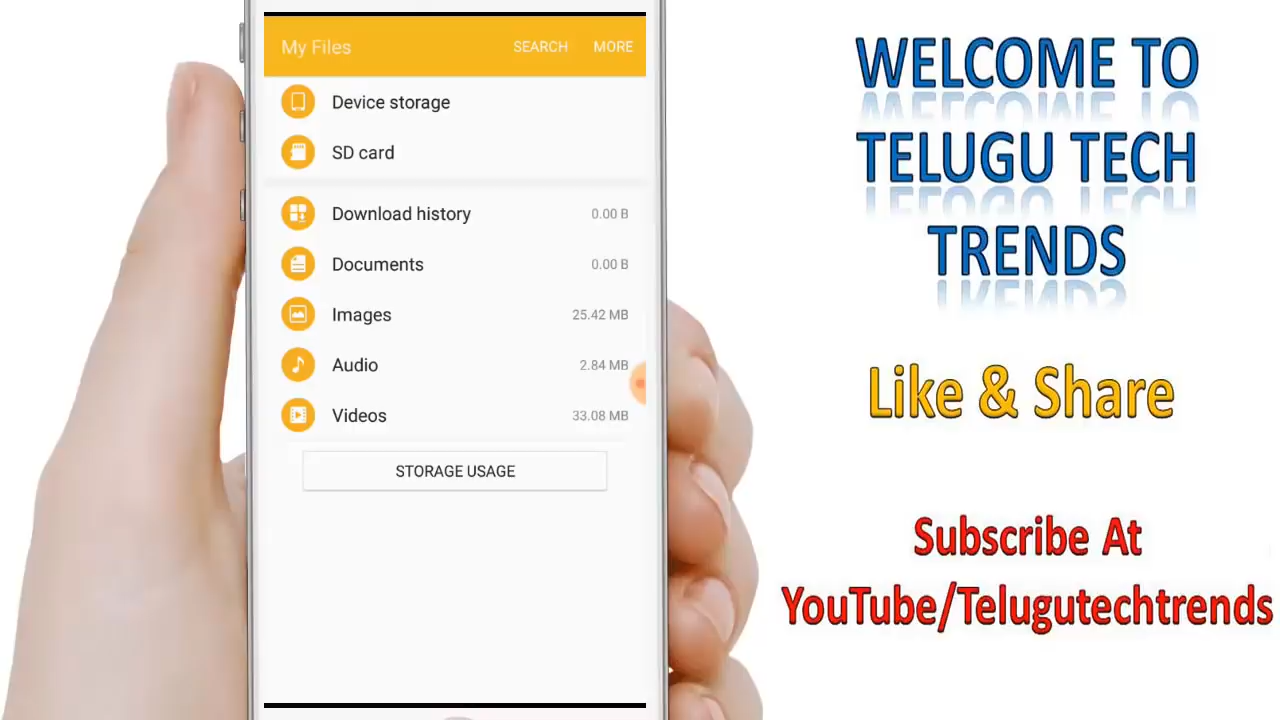 My Files SEARCH MORE
Device storage
SD card
Download history 0.00 B
Documents 0.00 B
Images 25.42 MB
Audio 2.84 MB
Videos 33.08 MB
STORAGE USAGE
WELCOME TO
TELUGU TECH
TRENDS
Like & Share
Subscribe At
YouTube/Telugutechtrends